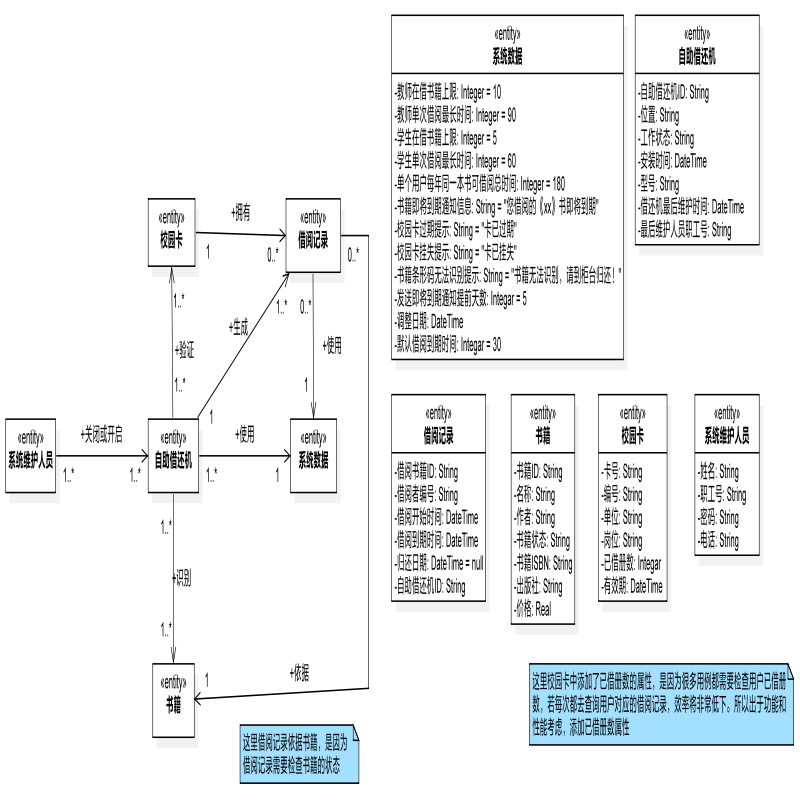 «entity»
系统数据
-教师在借书籍上限: Integer = 10
-教师单次借阅最长时间: Integer = 90
-学生在借书籍上限: Integer = 5
-学生单次借阅最长时间: Integer = 60
-单个用户每年同一本书可借阅总时间: Integer = 180
-书籍即将到期通知信息: String = "您借阅的《xx》书即将到期"
-校园卡过期提示: String = "卡已过期"
-校园卡挂失提示: String = "卡已挂失"
-书籍条形码无法识别提示: String = "书籍无法识别，请到柜台归还！"
-发送即将到期通知提前天数: Integar = 5
-调整日期: DateTime
-默认借阅到期时间: Integar = 30
«entity»
自助借还机
-自助借还机ID: String
-位置: String
-工作状态: String
-安装时间: DateTime
-型号: String
-借还机最后维护时间: DateTime
-最后维护人员职工号: String
«entity»
校园卡
+拥有
1
0..*
«entity»
借阅记录
0..*
1..*
+验证
1..*
+生成
1..*
1
0..*
+使用
1
«entity»
系统维护人员
+关闭或开启
1..*
1..*
«entity»
自助借还机
+使用
1..*
1
«entity»
系统数据
1..*
+识别
1..*
«entity»
书籍
1
+依据
«entity»
借阅记录
-借阅书籍ID: String
-借阅者编号: String
-借阅开始时间: DateTime
-借阅到期时间: DateTime
-归还日期: DateTime = null
-自助借还机ID: String
«entity»
书籍
-书籍ID: String
-名称: String
-作者: String
-书籍状态: String
-书籍ISBN: String
-出版社: String
-价格: Real
«entity»
校园卡
-卡号: String
-编号: String
-单位: String
-岗位: String
-已借册数: Integar
-有效期: DateTime
«entity»
系统维护人员
-姓名: String
-职工号: String
-密码: String
-电话: String
这里借阅记录依据书籍，是因为
借阅记录需要检查书籍的状态
这里校园卡中添加了已借册数的属性，是因为很多用例都需要检查用户已借册
数，若每次都去查询用户对应的借阅记录，效率将非常低下。所以出于功能和
性能考虑，添加已借册数属性